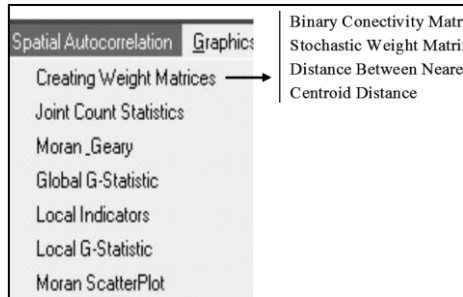 Spatial Autocorrelation Graphics
Creating Weight Matrices
Joint Count Statistics
Moran_Geary
Global G-Statistic
Local Indicators
Local G-Statistic
Moran ScatterPlot
Binary Conectivity Matr
Stochastic Weight Matri
Distance Between Neare
Centroid Distance